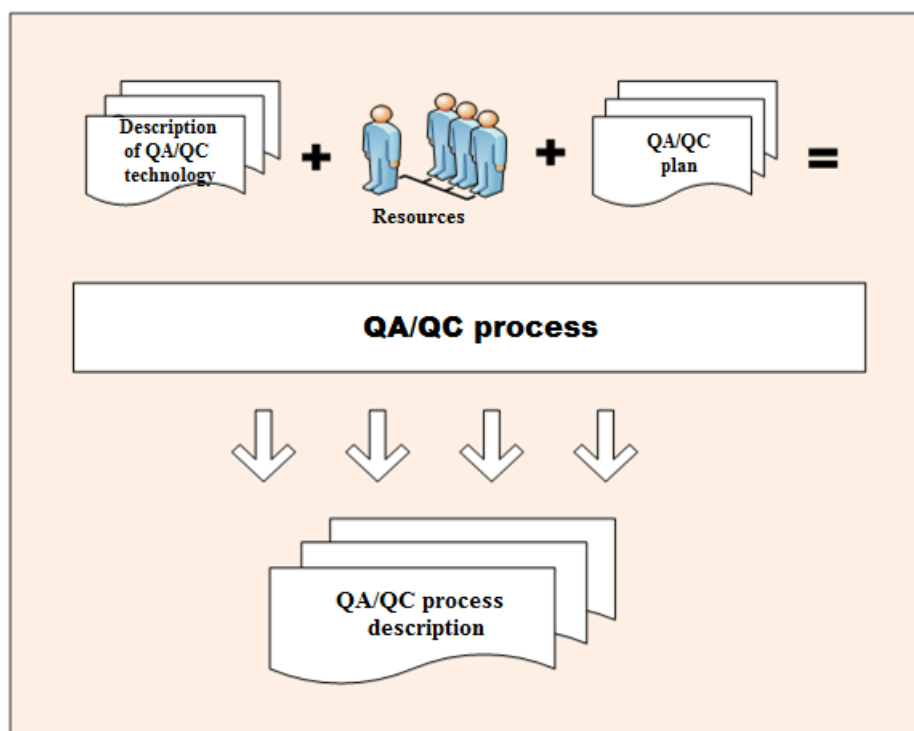 Description
of QA/QC
technology
+
Resources
+
QA/QC
plan
=
QA/QC process
QA/QC process
description